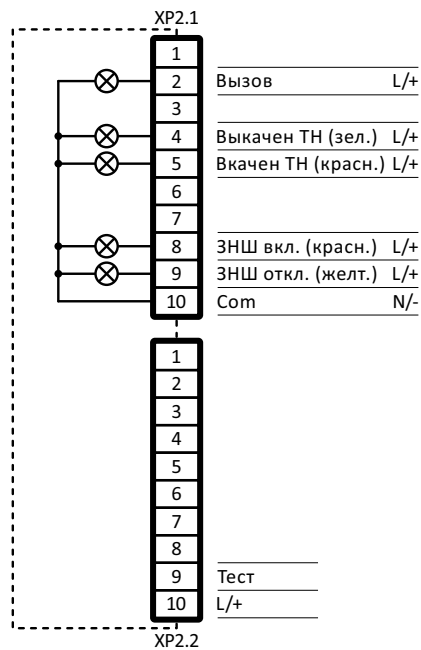 XP2.1
1
2 Вызов L/+
3
4 Выкачен ТН (зел.) L/+
5 Вкачен ТН (красн.) L/+
6
7
8 ЗНШ вкл. (красн.) L/+
9 ЗНШ откл. (желт.) L/+
10 Com N/-
1
2
3
4
5
6
7
8
9 Тест
10 L/+
XP2.2